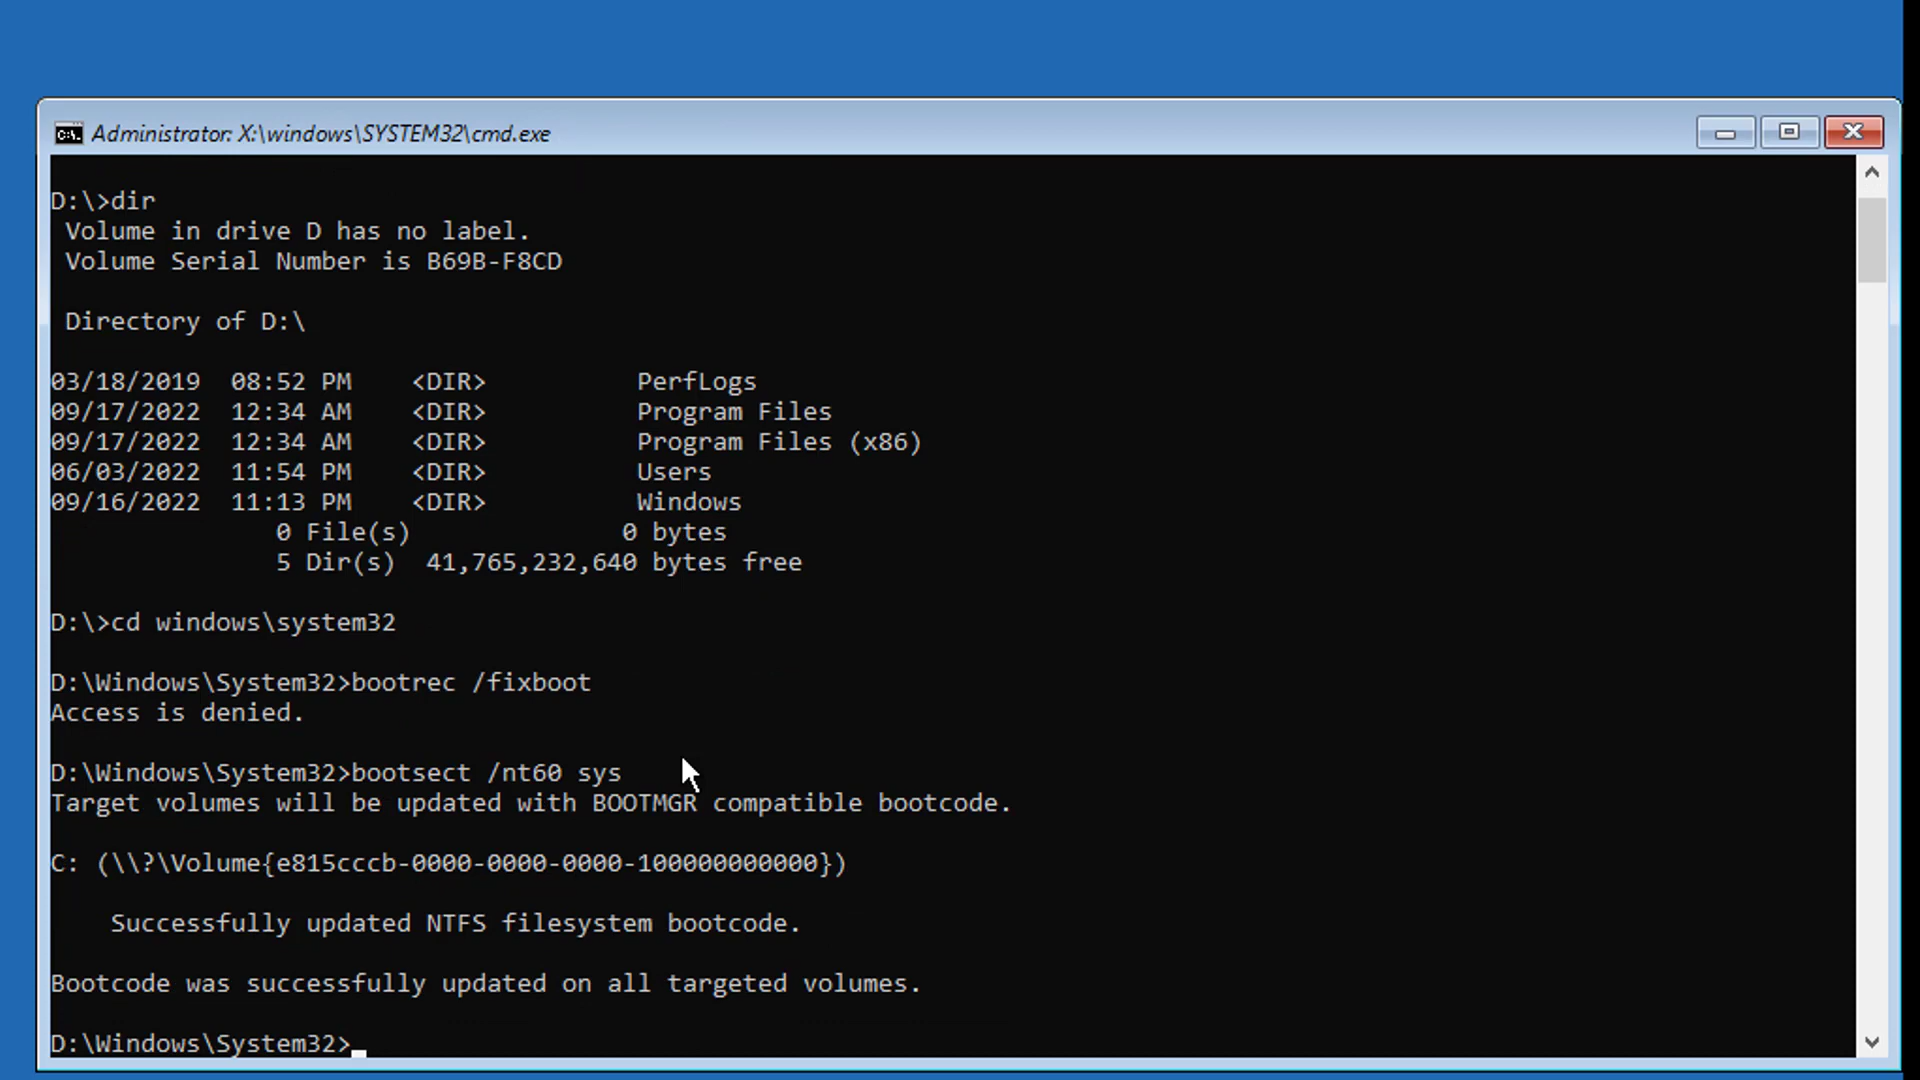 Administrator: X:\windows\SYSTEM32\cmd.exe
D:\>dir
Volume in drive D has no label.
Volume Serial Number is B69B-F8CD
Directory of D:\
03/18/2019  08:52 PM    <DIR>          PerfLogs
09/17/2022  12:34 AM    <DIR>          Program Files
09/17/2022  12:34 AM    <DIR>          Program Files (x86)
06/03/2022  11:54 PM    <DIR>          Users
09/16/2022  11:13 PM    <DIR>          Windows
0 File(s)              0 bytes
5 Dir(s)  41,765,232,640 bytes free
D:\>cd windows\system32
D:\Windows\System32>bootrec /fixboot
Access is denied.
D:\Windows\System32>bootsect /nt60 sys
Target volumes will be updated with BOOTMGR compatible bootcode.
C: (\\?\Volume{e815cccb-0000-0000-0000-100000000000})
Successfully updated NTFS filesystem bootcode.
Bootcode was successfully updated on all targeted volumes.
D:\Windows\System32>